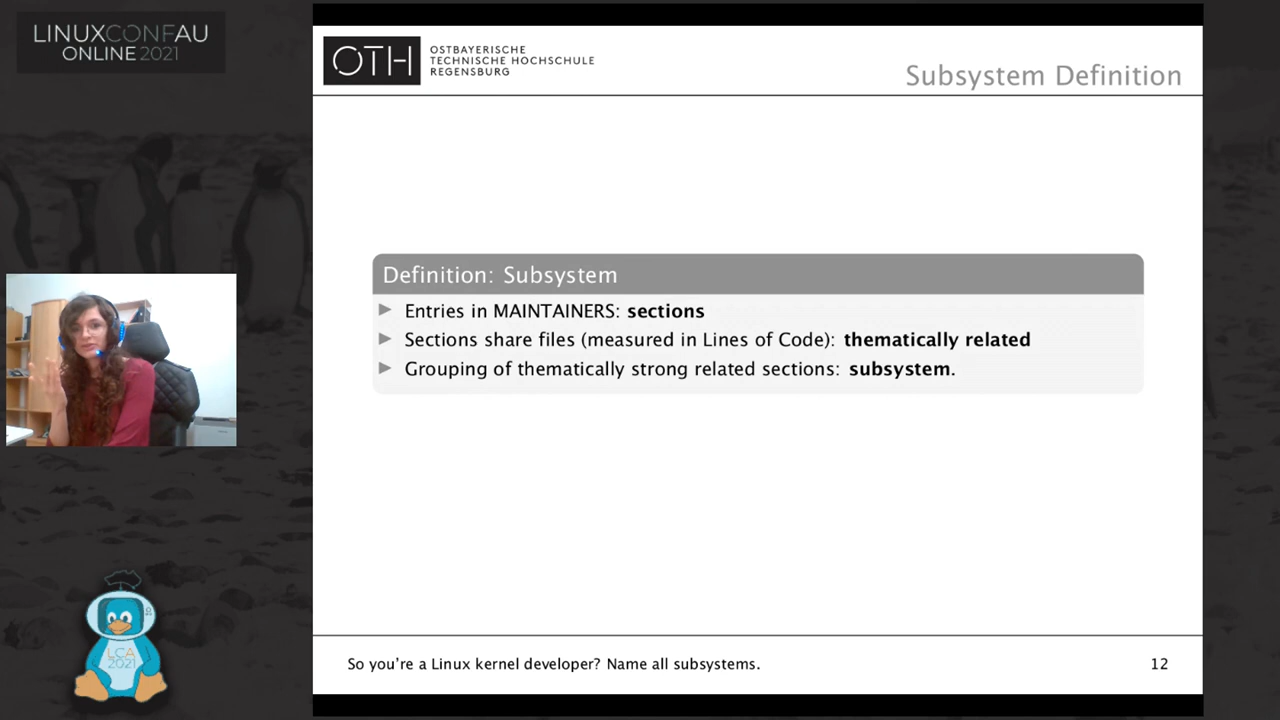 LINUXCONFAU
ONLINE 2021
OTH
OSTBAYERISCHE
TECHNISCHE HOCHSCHULE
REGENSBURG
Subsystem Definition
Definition: Subsystem
Entries in MAINTAINERS: sections
Sections share files (measured in Lines of Code): thematically related
Grouping of thematically strong related sections: subsystem.
LCA
2021
So you're a Linux kernel developer? Name all subsystems.
12